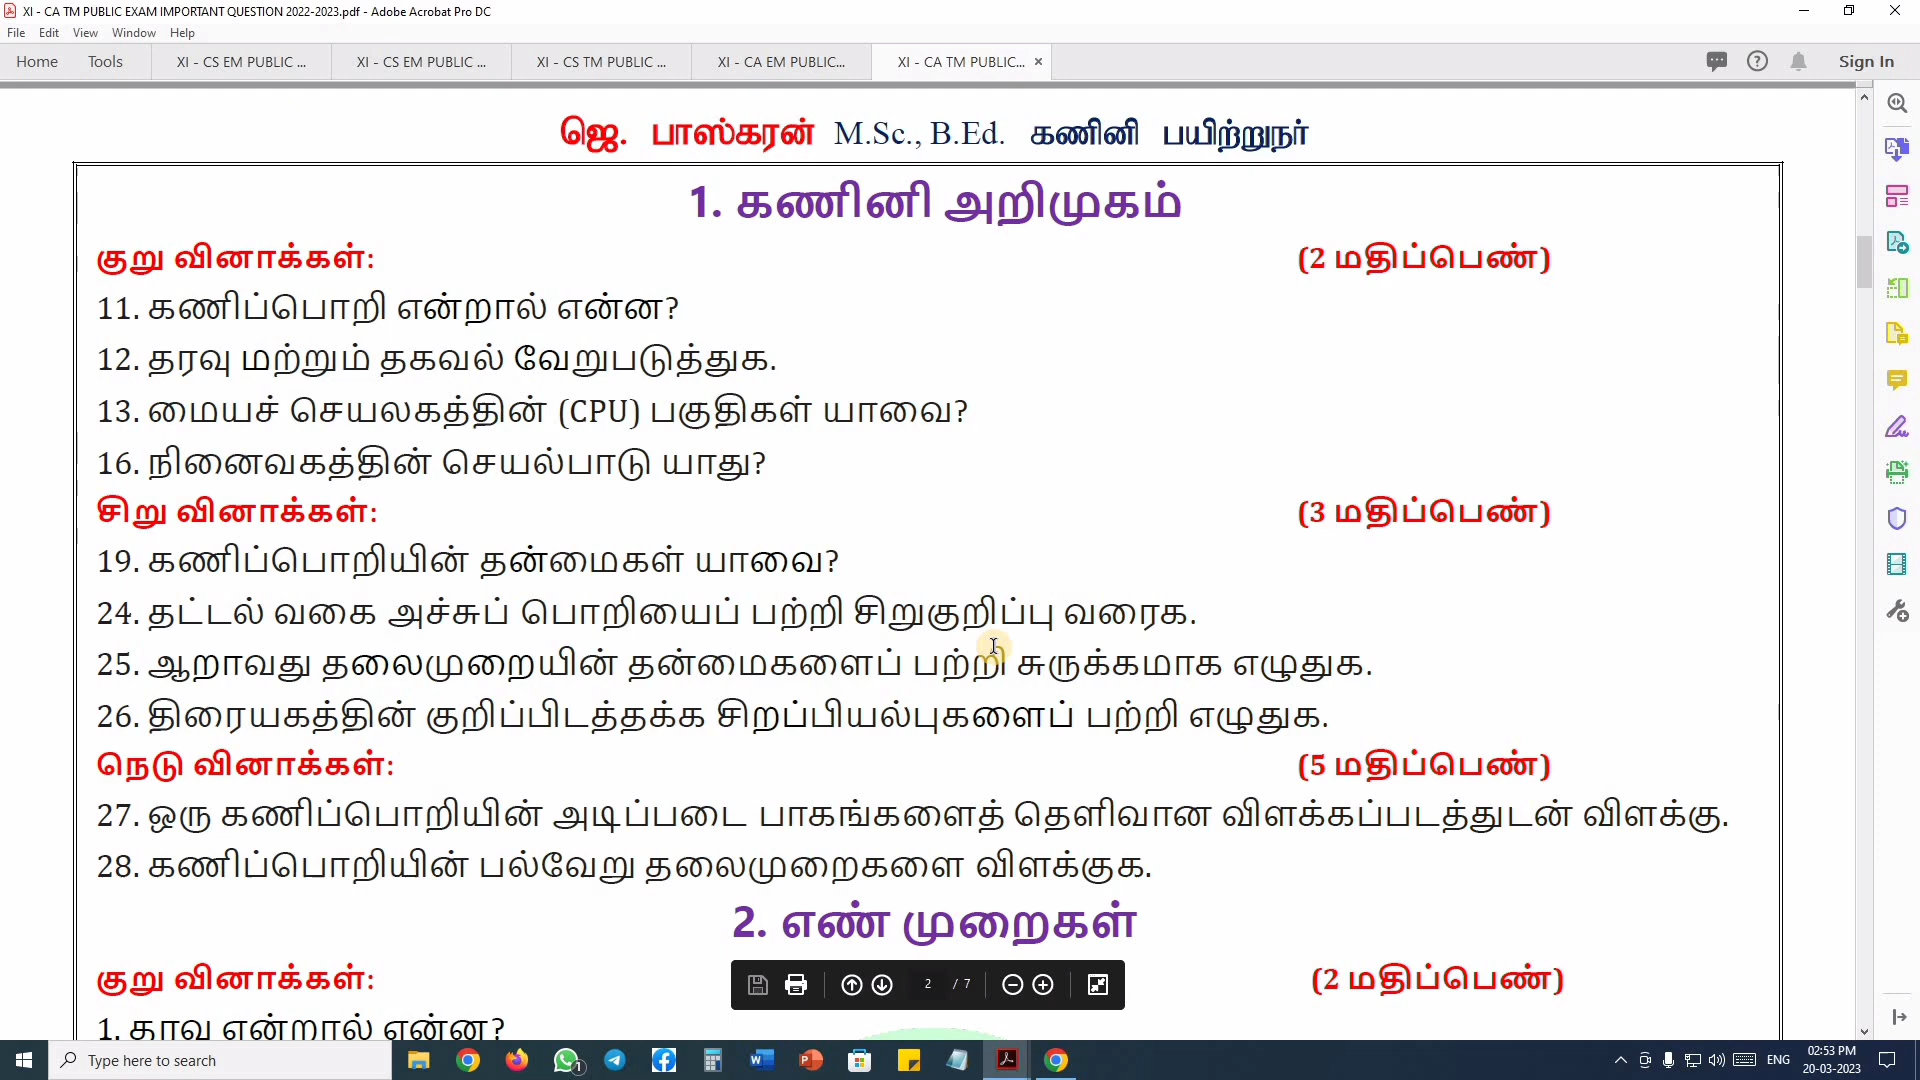 XI - CA TM PUBLIC EXAM IMPORTANT QUESTION 2022-2023.pdf - Adobe Acrobat Pro DC
File Edit View Window Help
Home Tools XI - CS EM PUBLIC ... XI - CS EM PUBLIC ... XI - CS TM PUBLIC ... XI - CA EM PUBLIC... XI - CA TM PUBLIC... × Sign In
ஜெ. பாஸ்கரன் M.Sc., B.Ed. கணினி பயிற்றுநர்
1. கணினி அறிமுகம்
குறு வினாக்கள்: (2 மதிப்பெண்)
11. கணிப்பொறி என்றால் என்ன?
12. தரவு மற்றும் தகவல் வேறுபடுத்துக.
13. மையச் செயலகத்தின் (CPU) பகுதிகள் யாவை?
16. நினைவகத்தின் செயல்பாடு யாது?
சிறு வினாக்கள்: (3 மதிப்பெண்)
19. கணிப்பொறியின் தன்மைகள் யாவை?
24. தட்டல் வகை அச்சுப் பொறியைப் பற்றி சிறுகுறிப்பு வரைக.
25. ஆறாவது தலைமுறையின் தன்மைகளைப் பற்றி சுருக்கமாக எழுதுக.
26. திரையகத்தின் குறிப்பிடத்தக்க சிறப்பியல்புகளைப் பற்றி எழுதுக.
நெடு வினாக்கள்: (5 மதிப்பெண்)
27. ஒரு கணிப்பொறியின் அடிப்படை பாகங்களைத் தெளிவான விளக்கப்படத்துடன் விளக்கு.
28. கணிப்பொறியின் பல்வேறு தலைமுறைகளை விளக்குக.
2. எண் முறைகள்
குறு வினாக்கள்: (2 மதிப்பெண்)
2 / 7
1. தரவு என்றால் என்ன?
Type here to search 1 ENG 02:53 PM
20-03-2023